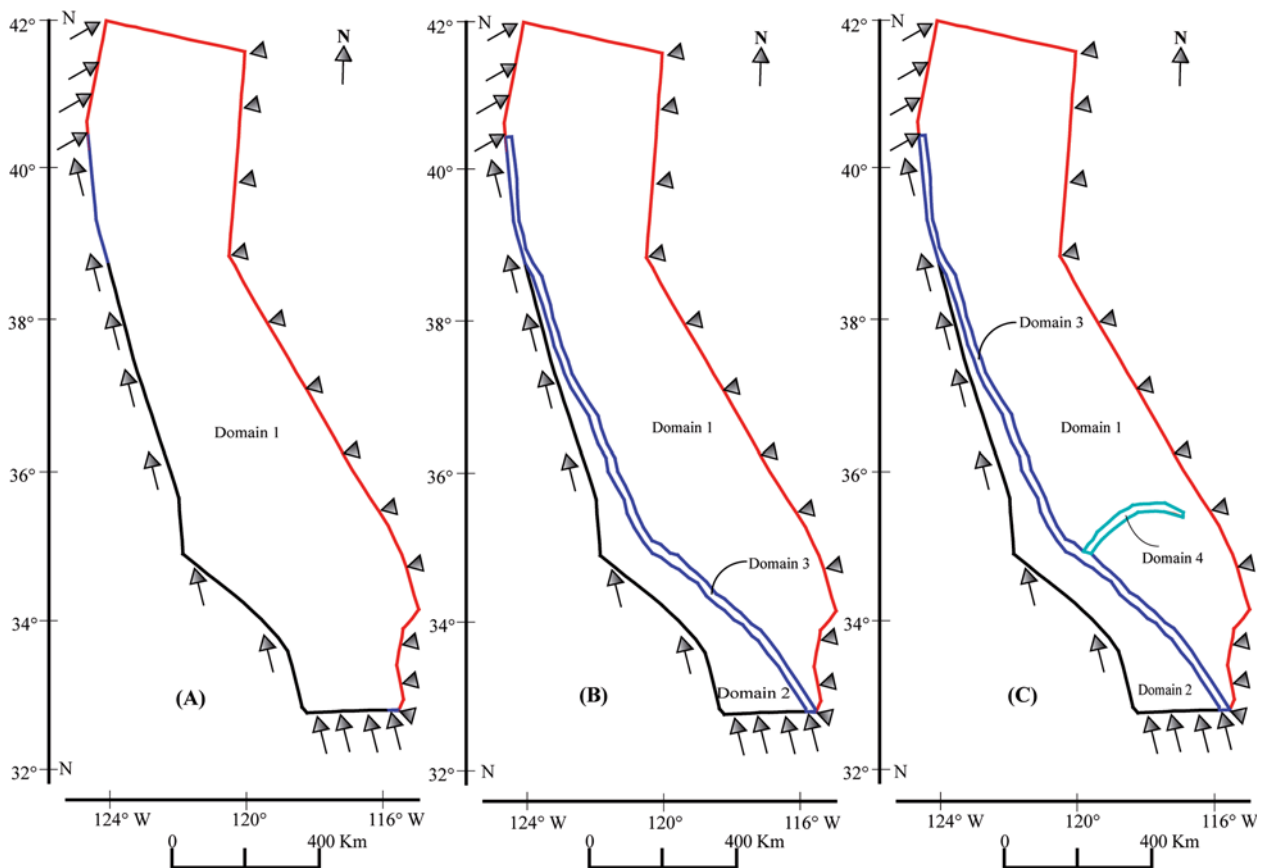 42° N
N
40°
38°
Domain 1
36°
34°
(A)
32° N
124° W 120° 116° W
0 400 Km
42° N
N
40°
38°
Domain 1
36°
Domain 3
34°
(B)
Domain 2
32° N
124° W 120° 116° W
0 400 Km
42° N
N
40°
38°
Domain 3
Domain 1
36°
Domain 4
34°
(C)
Domain 2
32° N
124° W 120° 116° W
0 400 Km